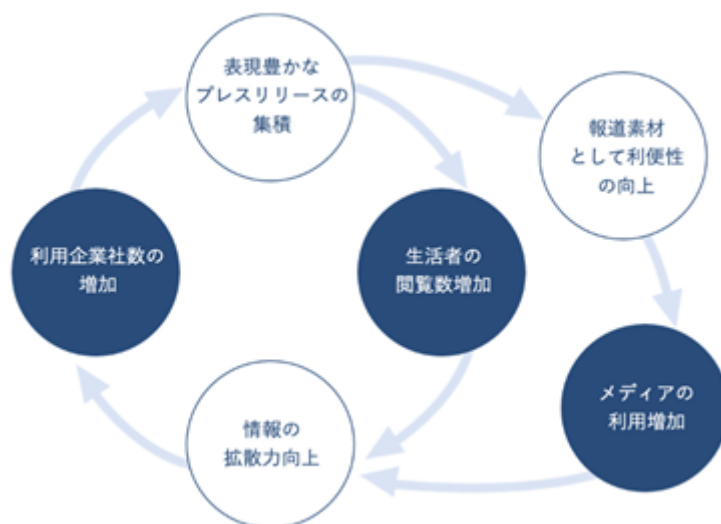 表現豊かな
プレスリリースの
集積
報道素材
として利便性
の向上
利用企業社数の
増加
生活者の
閲覧数増加
メディアの
利用増加
情報の
拡散力向上